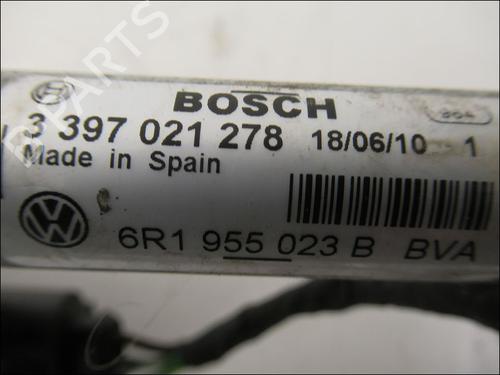 BOSCH
3 397 021 278 18/06/10 - 1
Made in Spain
6R1 955 023 B BVA